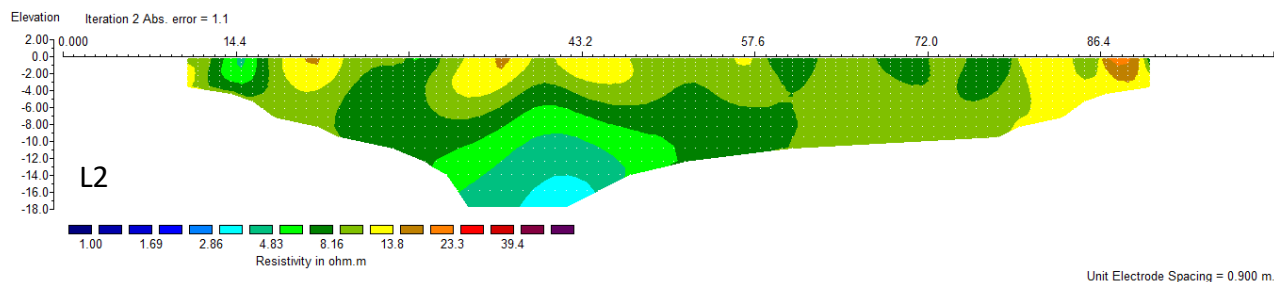 Elevation Iteration 2 Abs. error = 1.1
2.00 0.000 14.4 43.2 57.6 72.0 86.4
0.0
-2.00
-4.00
-6.00
-8.00
-10.00
-12.0
-14.0
L2
-16.0
-18.0
1.00 1.69 2.86 4.83 8.16 13.8 23.3 39.4
Resistivity in ohm.m
Unit Electrode Spacing = 0.900 m.